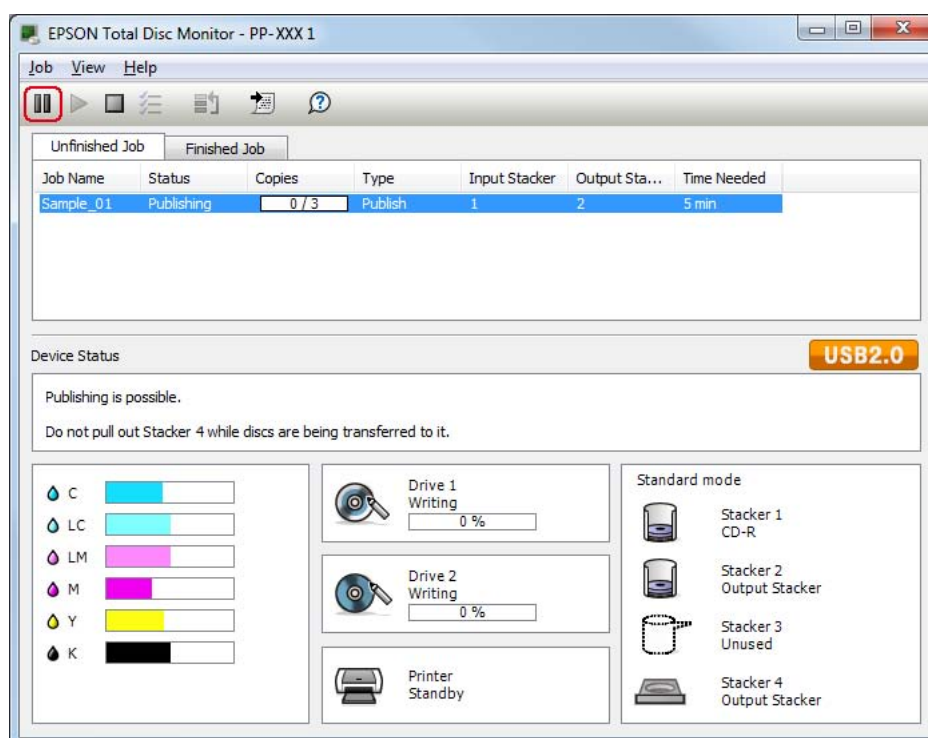 EPSON Total Disc Monitor - PP-XXX 1
Job View Help
Unfinished Job Finished Job
Job Name Status Copies Type Input Stacker Output Sta... Time Needed
Sample_01 Publishing 0 / 3 Publish 1 2 5 min
Device Status
USB2.0
Publishing is possible.
Do not pull out Stacker 4 while discs are being transferred to it.
C
LC
LM
M
Y
K
Drive 1
Writing
0 %
Drive 2
Writing
0 %
Printer
Standby
Standard mode
Stacker 1
CD-R
Stacker 2
Output Stacker
Stacker 3
Unused
Stacker 4
Output Stacker